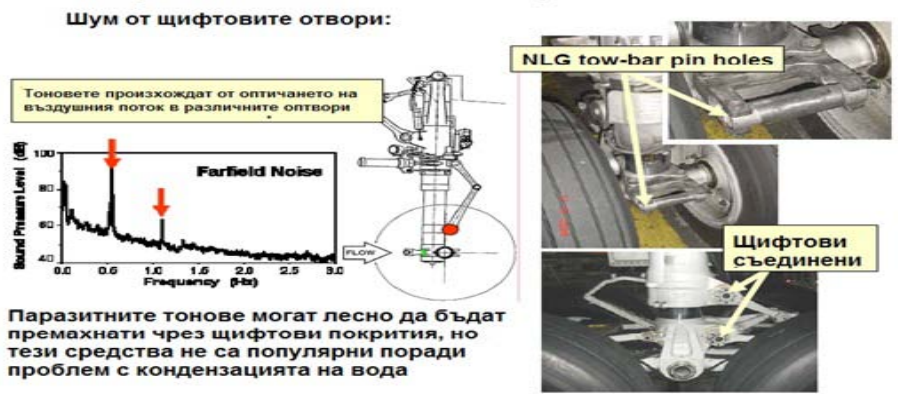 Шум от щифтовите отвори:
Тоновете произхождат от оптичането на
въздушния поток в различните оптвори
NLG tow-bar pin holes
Farfield Noise
Sound Pressure Level (dB)
100
80
60
40
0.0 0.5 1.0 1.5 2.0 2.5 3.0
Frequency (Hz)
FLOW
Щифтови
съединени
Паразитните тонове могат лесно да бъдат
премахнати чрез щифтови покрития, но
тези средства не са популярни поради
проблем с кондензацията на вода